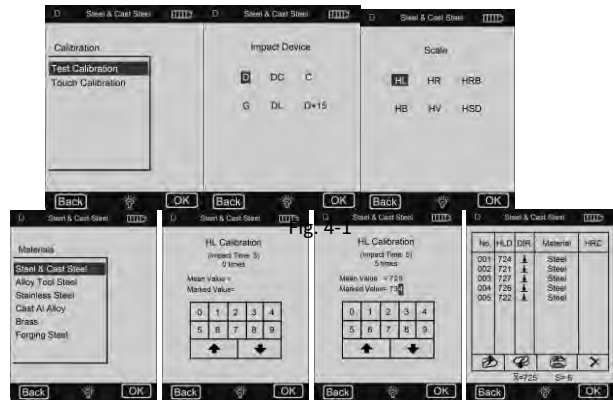 D Steel & Cast Steel
Calibration
Test Calibration
Touch Calibration
Back OK
D Steel & Cast Steel
Impact Device
D DC C
G DL D+15
Back OK
D Steel & Cast Steel
Scale
HL HR HRB
HB HV HSD
Back OK
Fig. 4-1
D Steel & Cast Steel
Materials
Steel & Cast Steel
Alloy Tool Steel
Stainless Steel
Cast Al Alloy
Brass
Forging Steel
Back OK
D Steel & Cast Steel
HL Calibration
(Impact Time: 5)
0 times
Mean Value =
Marked Value=
0 1 2 3 4
5 6 7 8 9
Back OK
D Steel & Cast Steel
HL Calibration
(Impact Time: 5)
5 times
Mean Value =725
Marked Value= 734
0 1 2 3 4
5 6 7 8 9
Back OK
D Steel & Cast Steel
No. HLD DIR. Material HRC
001 724 Steel
002 721 Steel
003 727 Steel
004 726 Steel
005 722 Steel
X̄=725 S= 6
Back OK